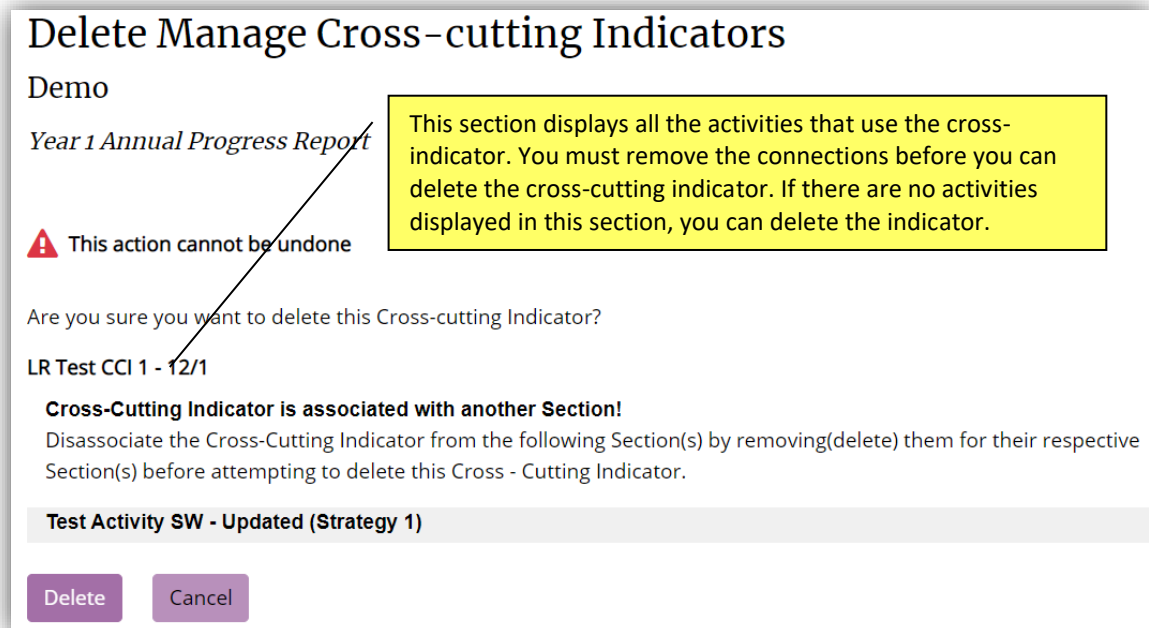 Delete Manage Cross-cutting Indicators
Demo
Year 1 Annual Progress Report
This section displays all the activities that use the cross-
indicator. You must remove the connections before you can
delete the cross-cutting indicator. If there are no activities
displayed in this section, you can delete the indicator.
This action cannot be undone
Are you sure you want to delete this Cross-cutting Indicator?
LR Test CCI 1 - 12/1
Cross-Cutting Indicator is associated with another Section!
Disassociate the Cross-Cutting Indicator from the following Section(s) by removing(delete) them for their respective
Section(s) before attempting to delete this Cross - Cutting Indicator.
Test Activity SW - Updated (Strategy 1)
Delete Cancel